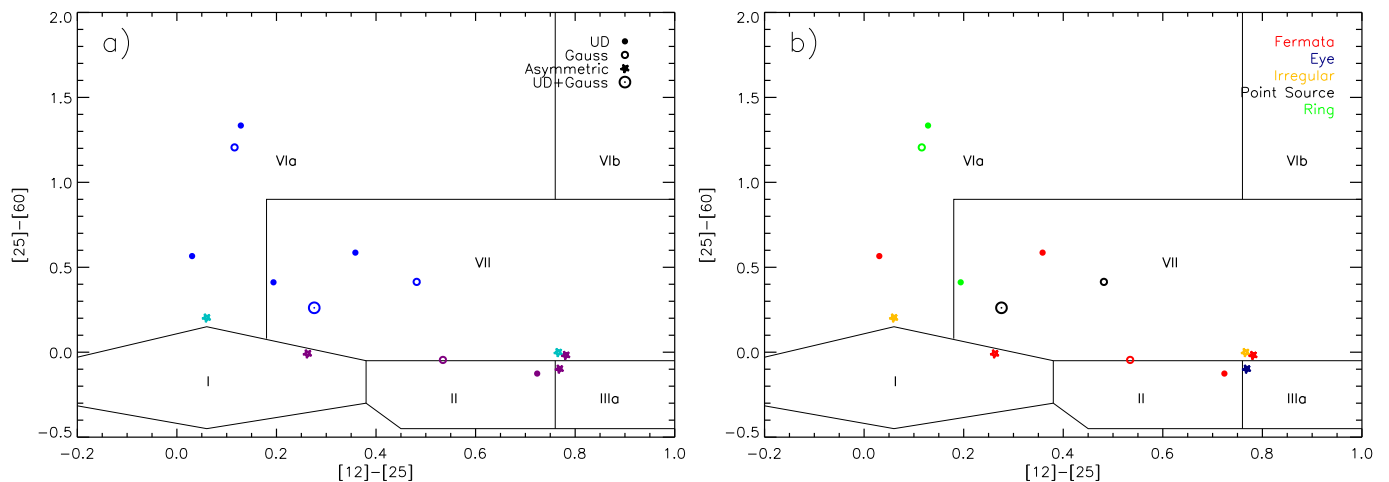 a)
UD
Gauss
Asymmetric
UD+Gauss
2.0
1.5
1.0
0.5
0.0
−0.5
[25]−[60]
VIa
VIb
VII
I
II
IIIa
−0.2
0.0
0.2
0.4
0.6
0.8
1.0
[12]−[25]
b)
Fermata
Eye
Irregular
Point Source
Ring
2.0
1.5
1.0
0.5
0.0
−0.5
[25]−[60]
VIa
VIb
VII
I
II
IIIa
−0.2
0.0
0.2
0.4
0.6
0.8
1.0
[12]−[25]